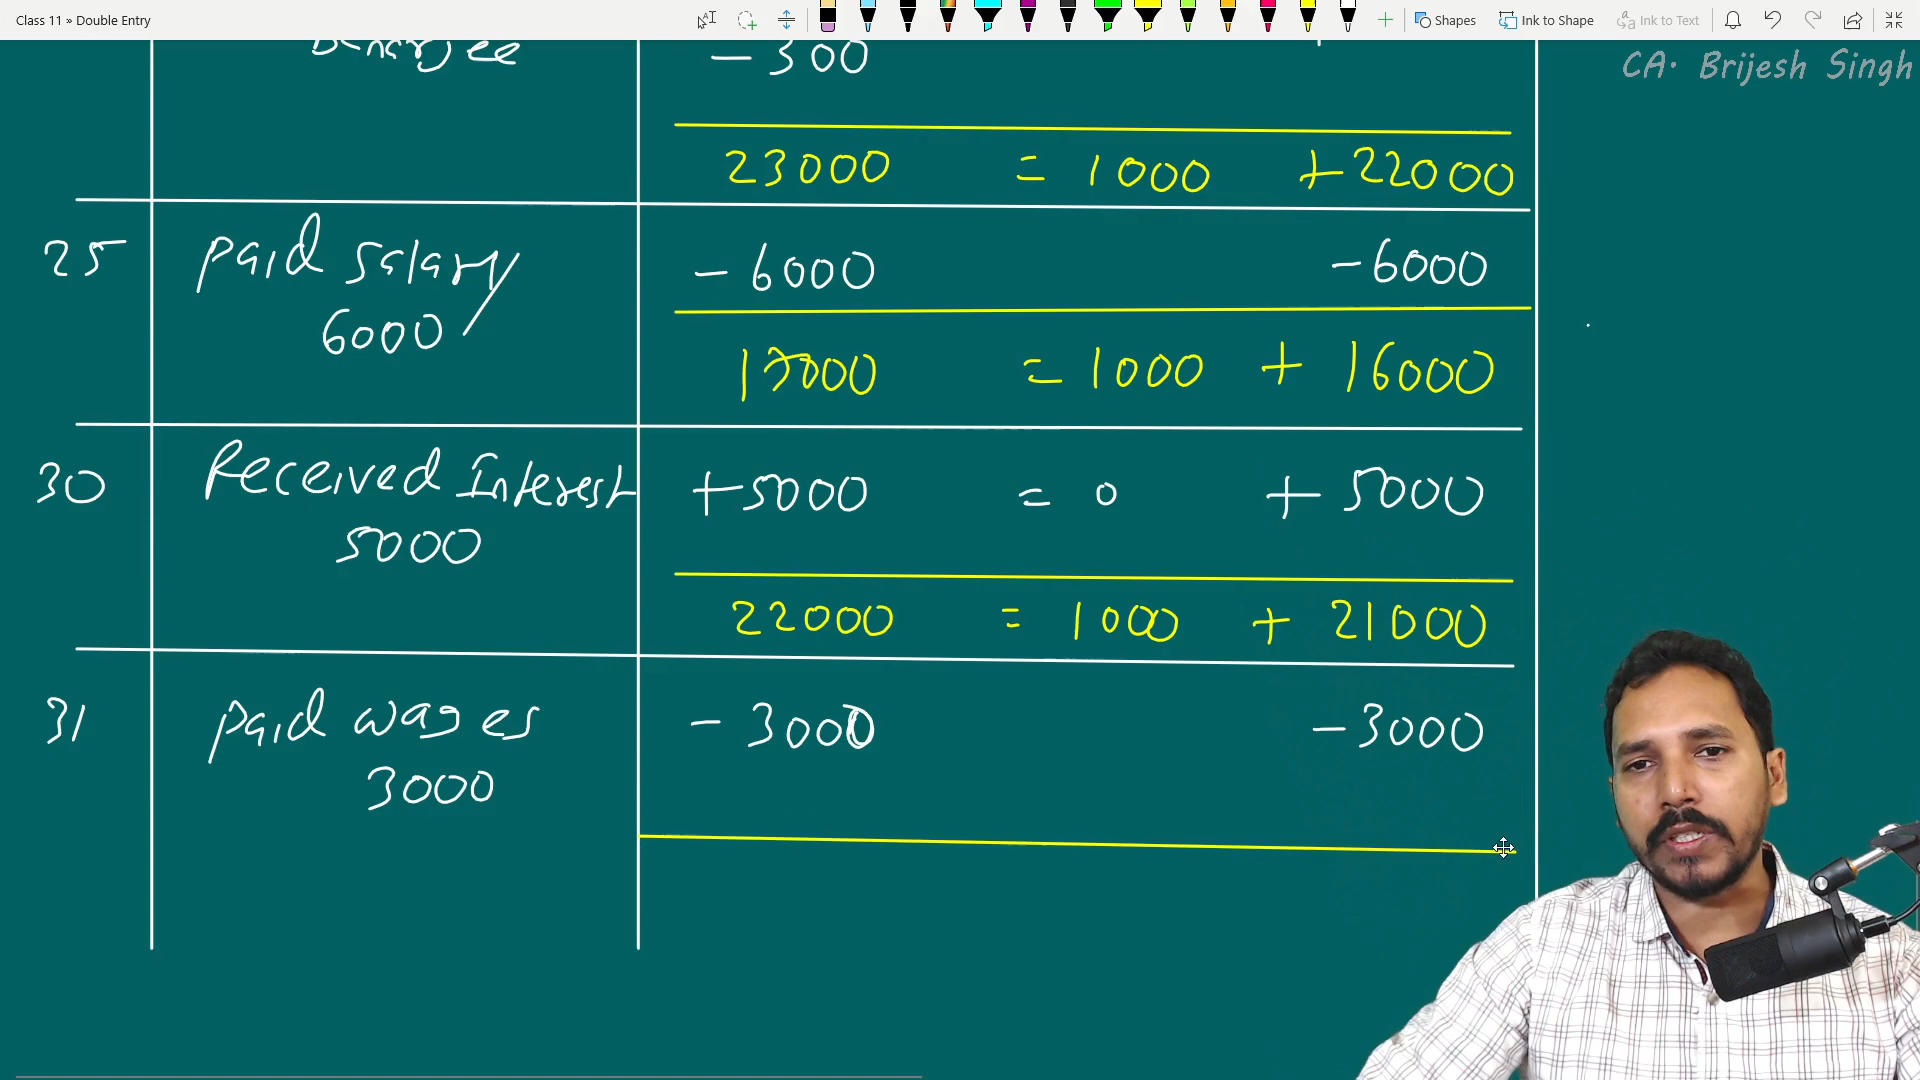 Class 11 » Double Entry
Shapes
Ink to Shape
Ink to Text
CA. Brijesh Singh
- 300
23000 = 1000 + 22000
25 paid salary - 6000 - 6000
6000
17000 = 1000 + 16000
30 Received Interest +5000 = 0 + 5000
5000
22000 = 1000 + 21000
31 paid wages - 3000 - 3000
3000